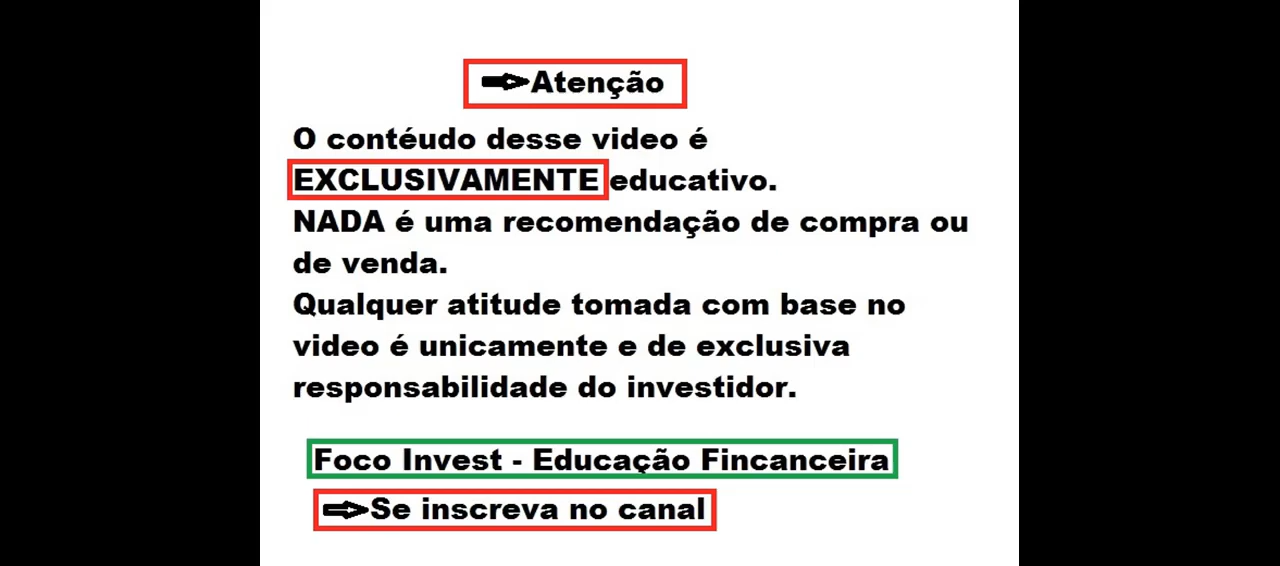 Atenção
O contéudo desse video é
EXCLUSIVAMENTE educativo.
NADA é uma recomendação de compra ou
de venda.
Qualquer atitude tomada com base no
video é unicamente e de exclusiva
responsabilidade do investidor.
Foco Invest - Educação Fincanceira
Se inscreva no canal